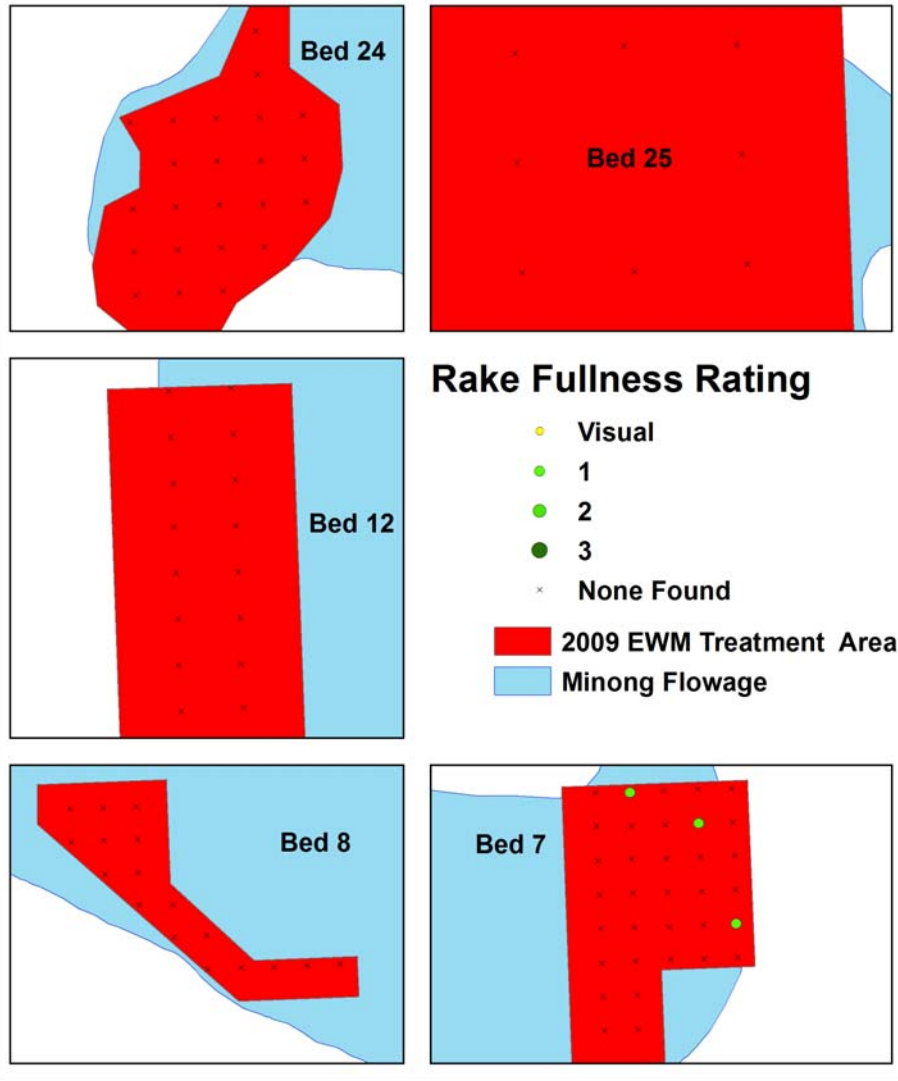 Bed 24
Bed 25
Rake Fullness Rating
Visual
1
2
3
None Found
2009 EWM Treatment Area
Minong Flowage
Bed 12
Bed 8
Bed 7